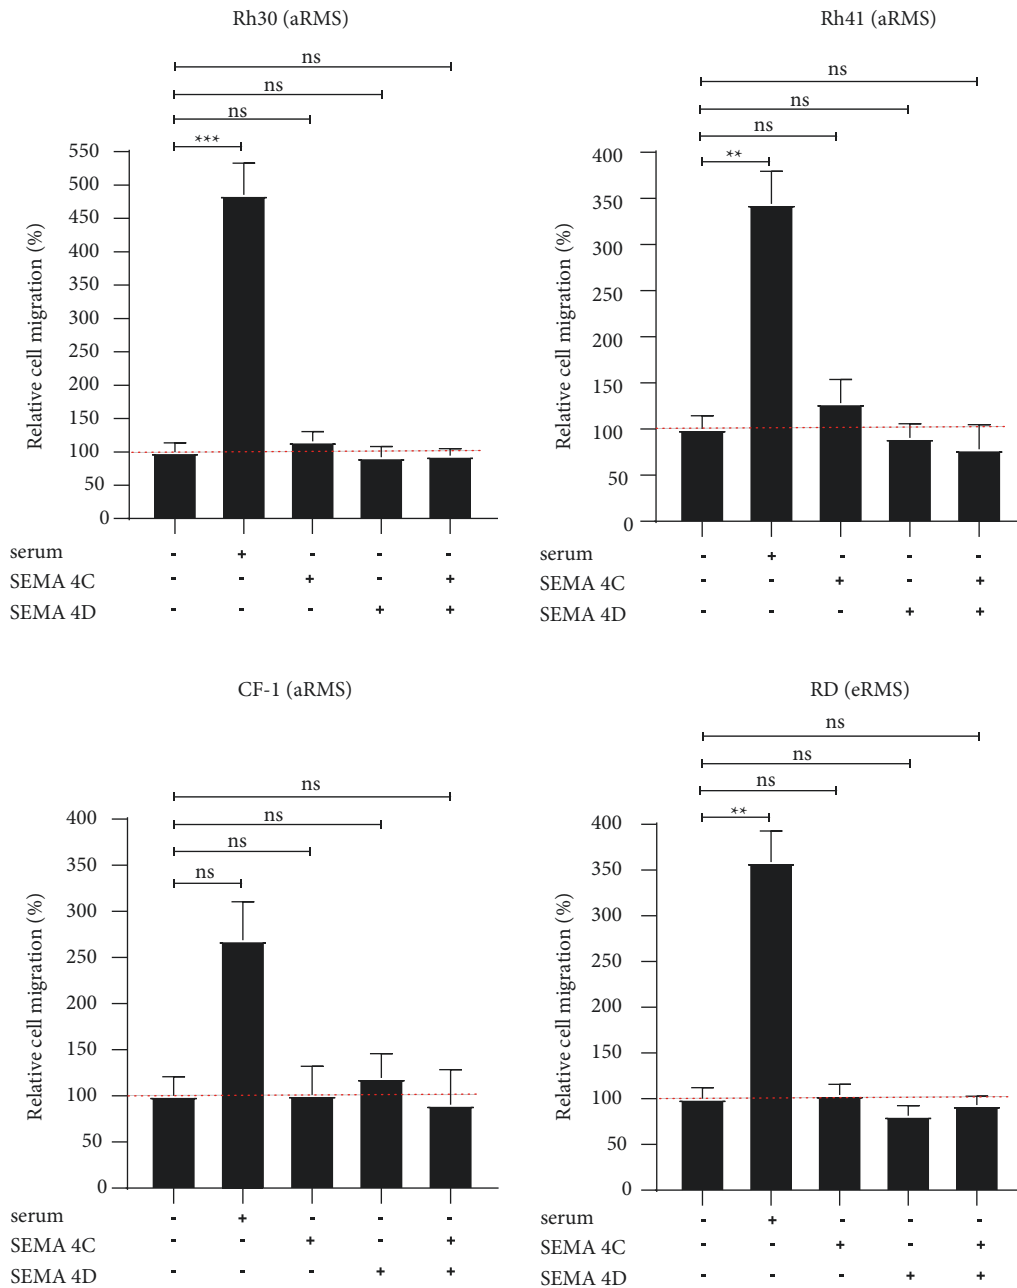 Rh30 (aRMS)
ns
ns
ns
***
550
500
450
400
350
300
250
200
150
100
50
0
Relative cell migration (%)
serum - + - - -
SEMA 4C - - + - +
SEMA 4D - - - + +
Rh41 (aRMS)
ns
ns
ns
**
400
350
300
250
200
150
100
50
0
Relative cell migration (%)
serum - + - - -
SEMA 4C - - + - +
SEMA 4D - - - + +
CF-1 (aRMS)
ns
ns
ns
ns
400
350
300
250
200
150
100
50
0
Relative cell migration (%)
serum - + - - -
SEMA 4C - - + - +
SEMA 4D - - - + +
RD (eRMS)
ns
ns
ns
**
400
350
300
250
200
150
100
50
0
Relative cell migration (%)
serum - + - - -
SEMA 4C - - + - +
SEMA 4D - - - + +